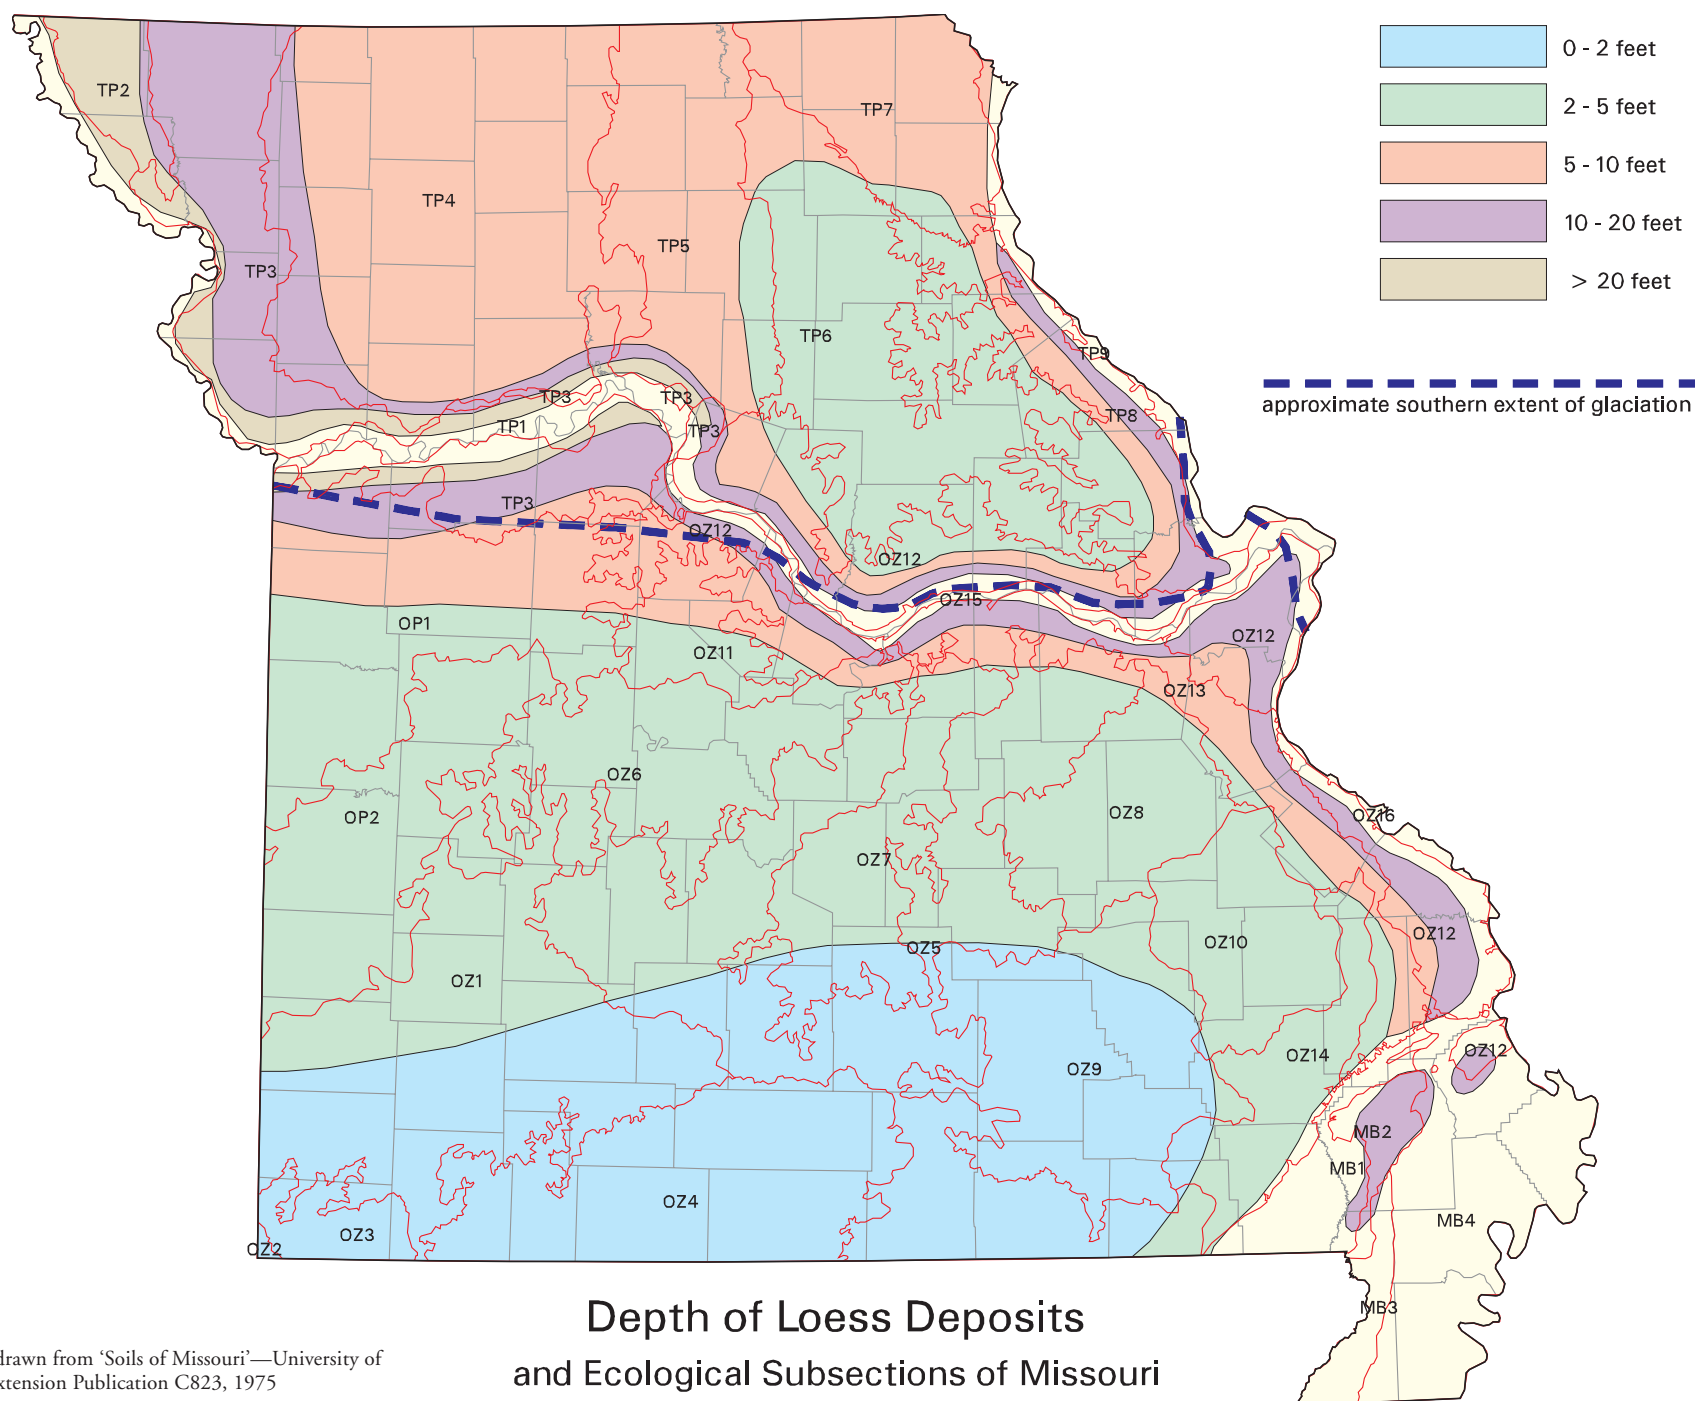 0 - 2 feet
2 - 5 feet
5 - 10 feet
10 - 20 feet
> 20 feet
approximate southern extent of glaciation
TP2
TP7
TP4
TP5
TP3
TP6
TP9
TP3
TP3
TP8
TP1
TP3
TP3
OZ12
OZ12
OZ15
OP1
OZ12
OZ11
OZ13
OZ6
OP2
OZ8
OZ16
OZ7
OZ12
OZ10
OZ5
OZ1
OZ12
OZ14
OZ9
MB2
MB1
OZ4
MB4
OZ3
OZ2
MB3
Depth of Loess Deposits
and Ecological Subsections of Missouri
drawn from ‘Soils of Missouri’—University of
xtension Publication C823, 1975